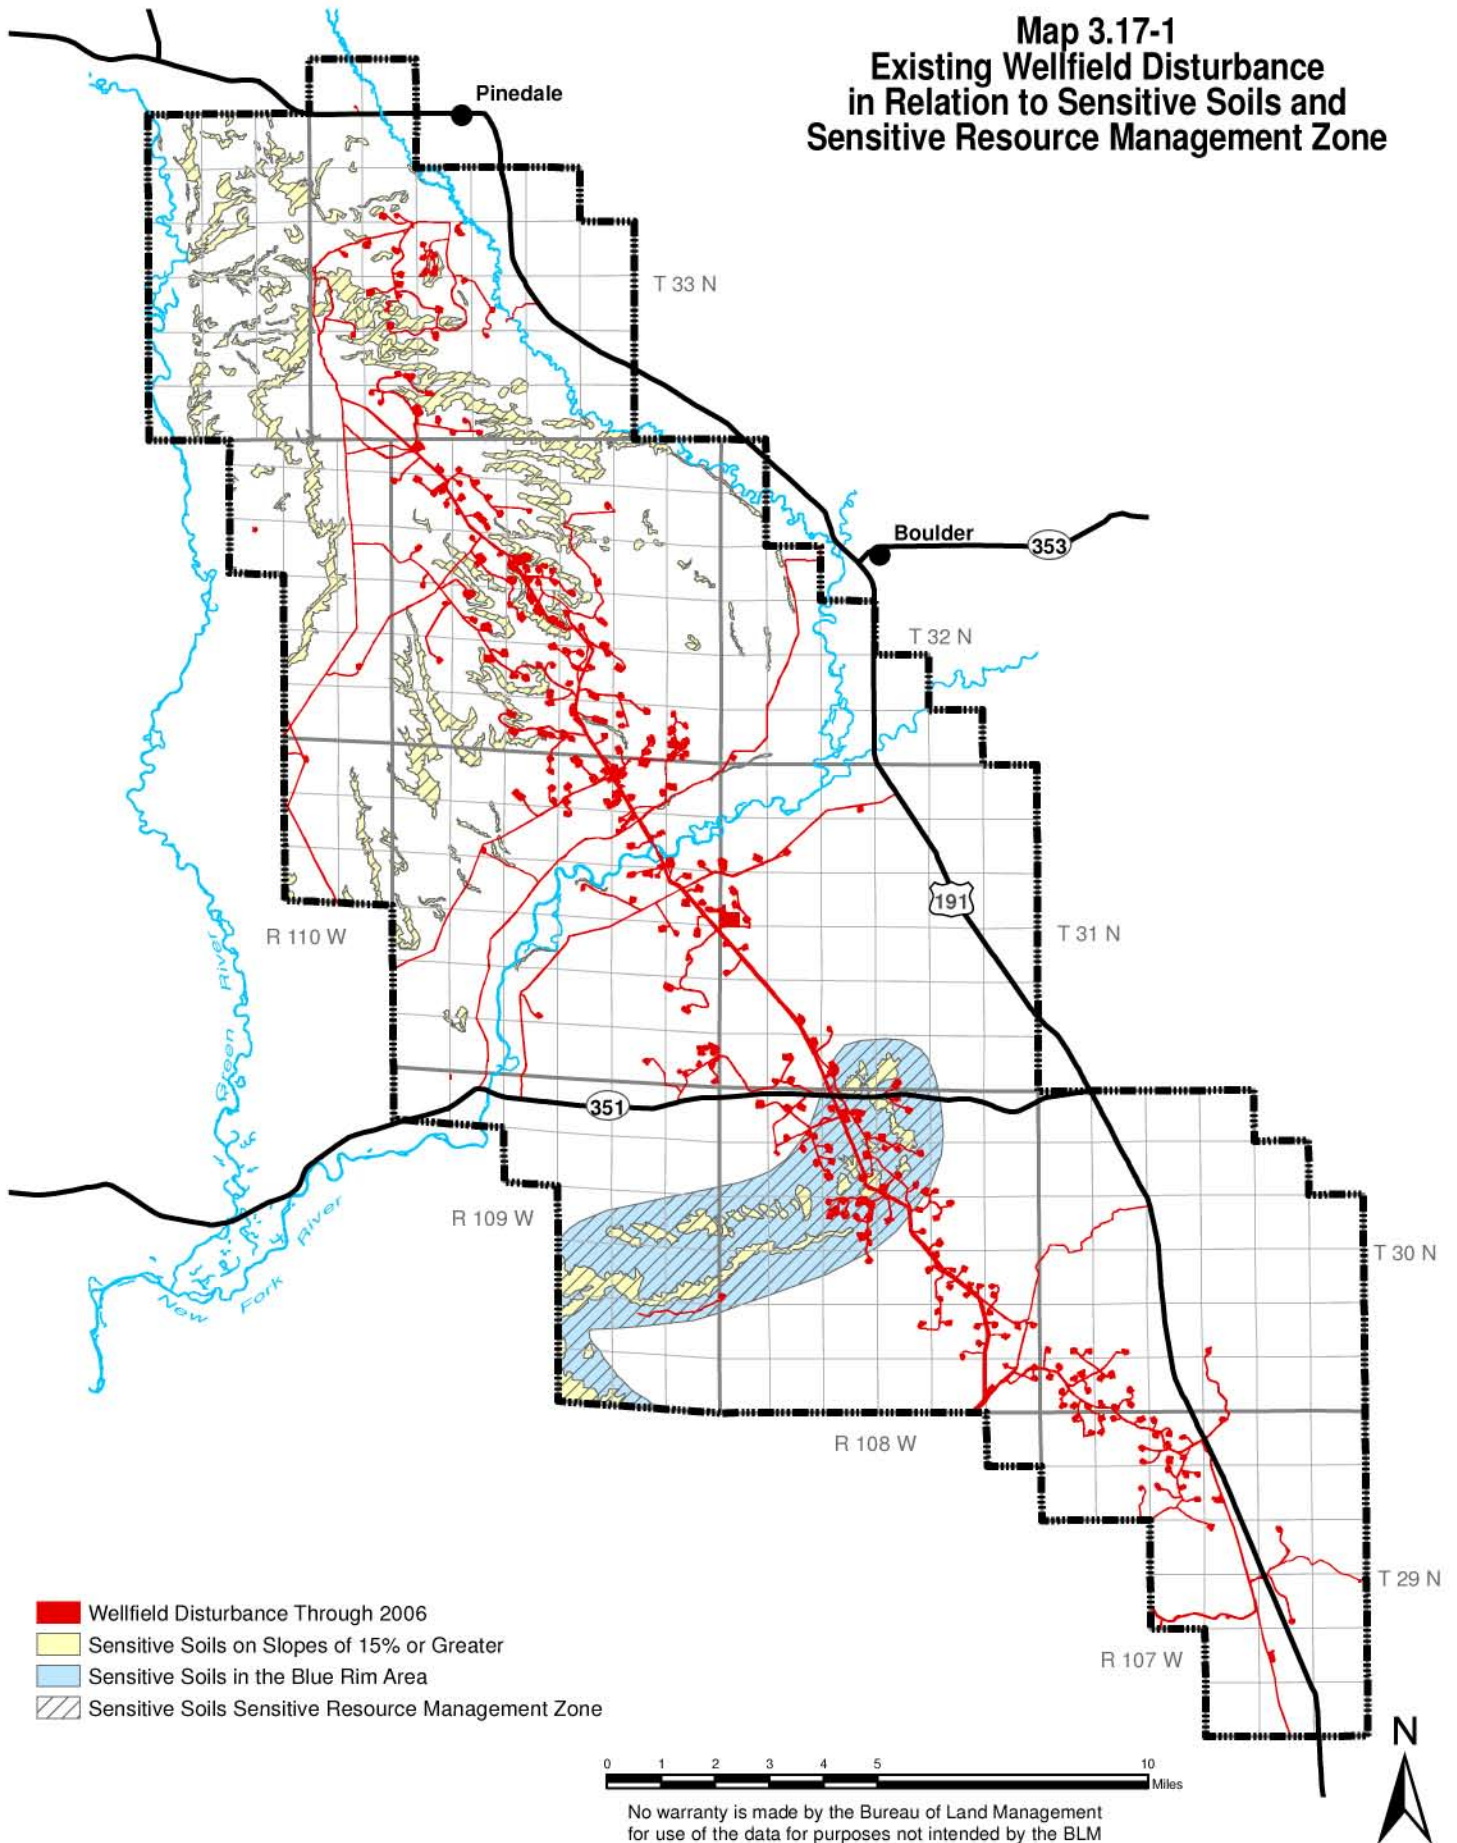 Map 3.17-1
Existing Wellfield Disturbance
in Relation to Sensitive Soils and
Sensitive Resource Management Zone
Pinedale
T 33 N
Boulder
353
T 32 N
191
R 110 W
T 31 N
Green River
351
R 109 W
New Fork River
T 30 N
R 108 W
T 29 N
R 107 W
Wellfield Disturbance Through 2006
Sensitive Soils on Slopes of 15% or Greater
Sensitive Soils in the Blue Rim Area
Sensitive Soils Sensitive Resource Management Zone
N
0 1 2 3 4 5 10
Miles
No warranty is made by the Bureau of Land Management
for use of the data for purposes not intended by the BLM